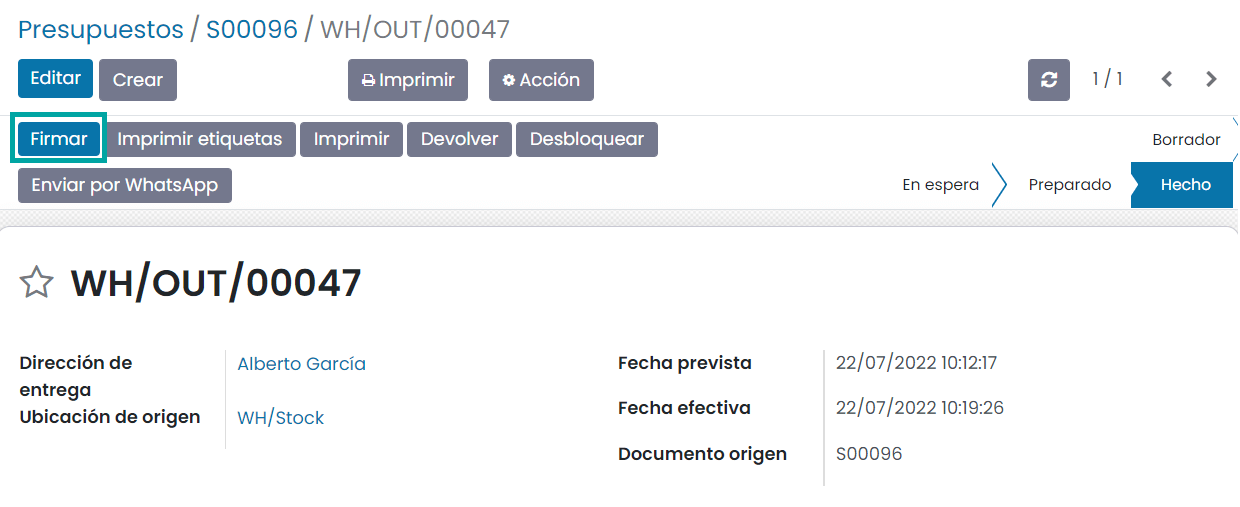 Presupuestos / S00096 / WH/OUT/00047
Editar Crear Imprimir Acción 1 / 1
Firmar Imprimir etiquetas Imprimir Devolver Desbloquear Borrador
Enviar por WhatsApp En espera Preparado Hecho
WH/OUT/00047
Dirección de entrega Alberto García
Ubicación de origen WH/Stock
Fecha prevista 22/07/2022 10:12:17
Fecha efectiva 22/07/2022 10:19:26
Documento origen S00096